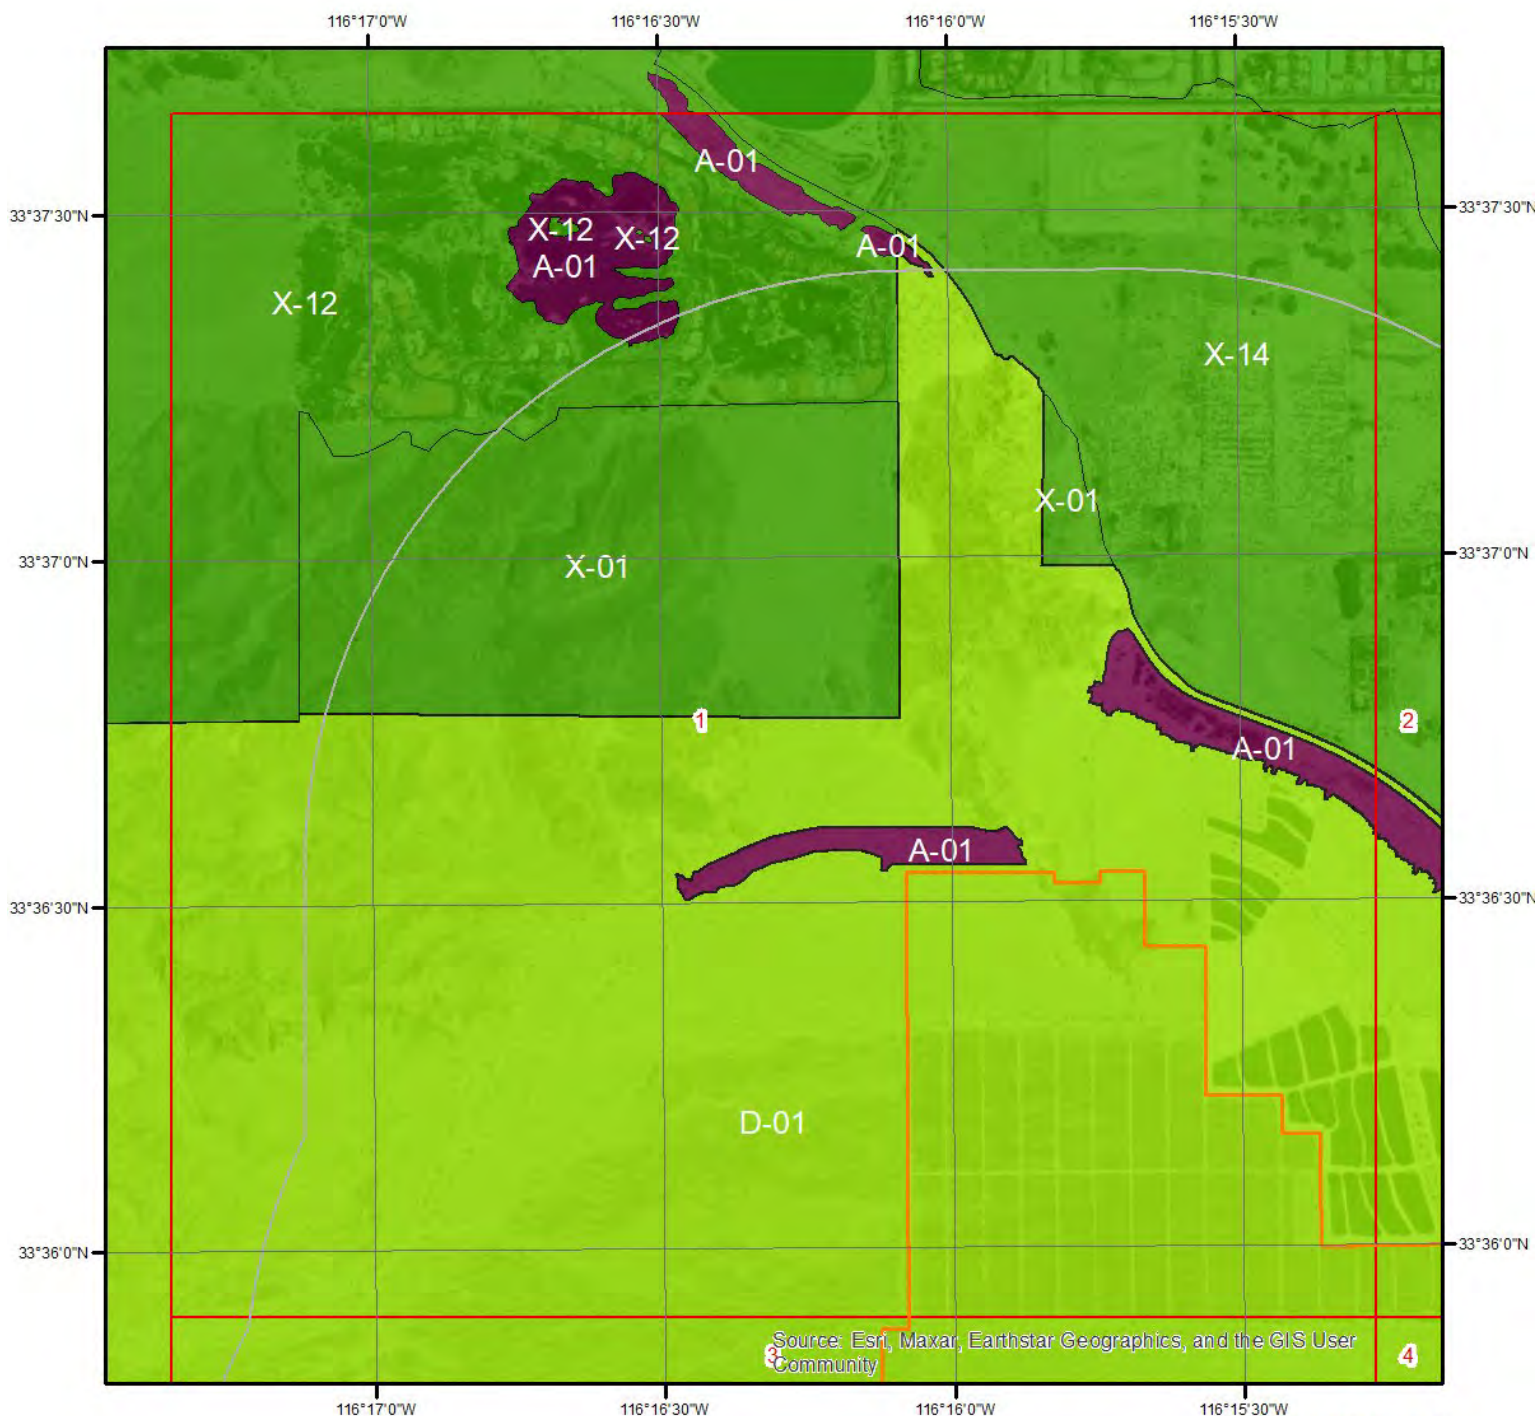 116°17'0"W
116°16'30"W
116°16'0"W
116°15'30"W
A-01
33°37'30"N
33°37'30"N
X-12
X-12
A-01
A-01
X-12
X-14
X-01
33°37'0"N
33°37'0"N
X-01
1
2
A-01
A-01
33°36'30"N
33°36'30"N
D-01
33°36'0"N
33°36'0"N
Source: Esri, Maxar, Earthstar Geographics, and the GIS User
Community
3
4
116°17'0"W
116°16'30"W
116°16'0"W
116°15'30"W